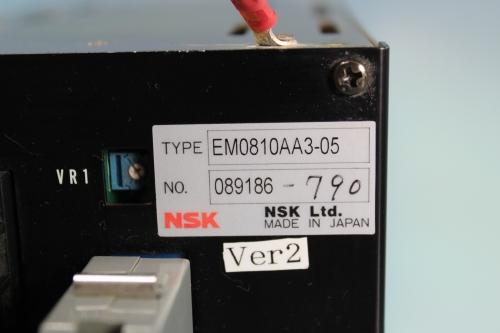 TYPE EM0810AA3-05
VR1
NO. 089186-790
NSK NSK Ltd.
MADE IN JAPAN
Ver2